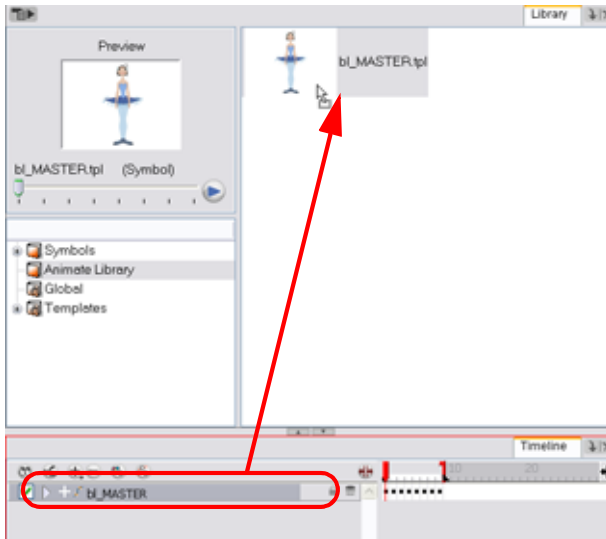 Library
Preview
bl_MASTER.tpl
bl_MASTER.tpl (Symbol)
Symbols
Animate Library
Global
Templates
Timeline
10
20
bl_MASTER